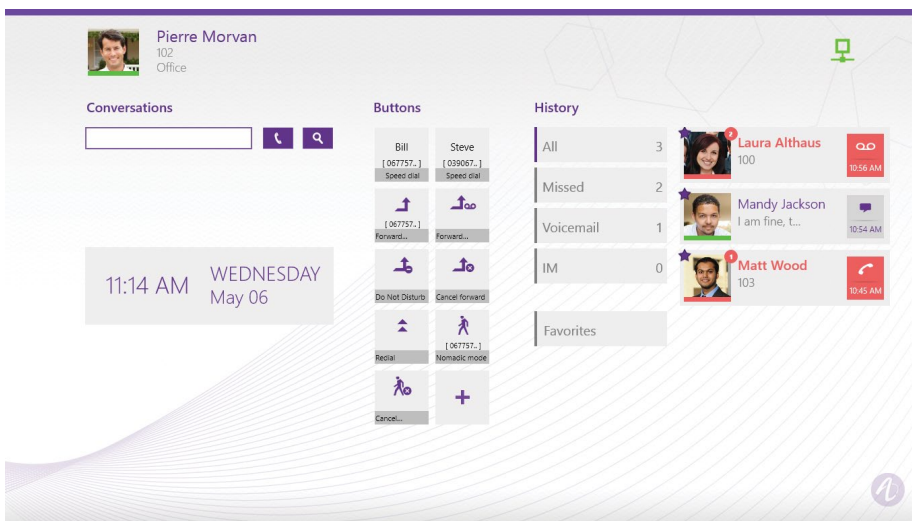 Pierre Morvan
102
Office
Conversations
Buttons
History
Bill
[ 067757.. ]
Speed dial
Steve
[ 039067.. ]
Speed dial
[ 067757.. ]
Forward...
Forward...
Do Not Disturb
Cancel forward
Redial
[ 067757.. ]
Nomadic mode
Cancel...
11:14 AM
WEDNESDAY
May 06
All 3
Missed 2
Voicemail 1
IM 0
Favorites
2
Laura Althaus
100
10:56 AM
Mandy Jackson
I am fine, t...
10:54 AM
1
Matt Wood
103
10:45 AM